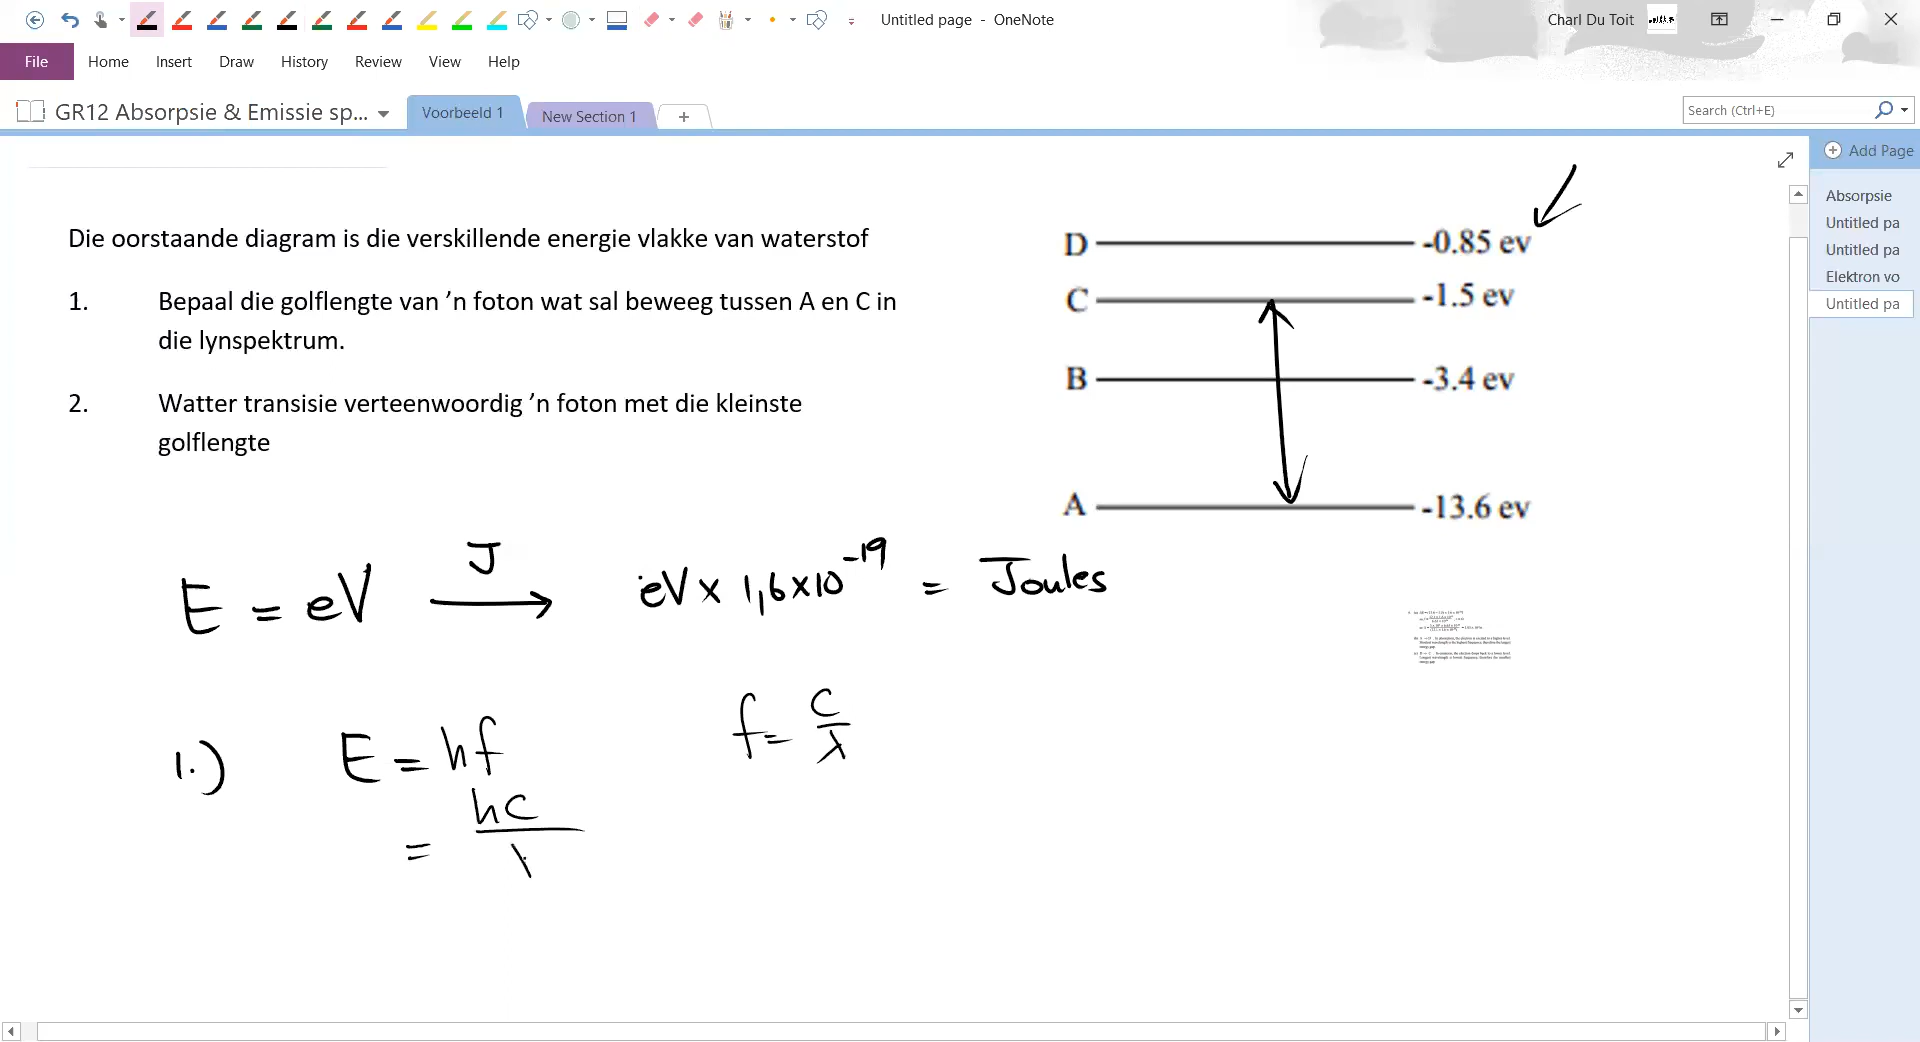 Untitled page - OneNote
Charl Du Toit
File Home Insert Draw History Review View Help
GR12 Absorpsie & Emissie sp...
Voorbeeld 1
New Section 1
+
Search (Ctrl+E)
Add Page
Absorpsie
Untitled pa
Untitled pa
Elektron vo
Untitled pa
Die oorstaande diagram is die verskillende energie vlakke van waterstof
1. Bepaal die golflengte van ’n foton wat sal beweeg tussen A en C in
die lynspektrum.
2. Watter transisie verteenwoordig ’n foton met die kleinste
golflengte
D -0.85 ev
C -1.5 ev
B -3.4 ev
A -13.6 ev
J
E = eV → eV × 1,6×10⁻¹⁹ = Joules
1.) E = hf
= hc/λ
f = c/λ